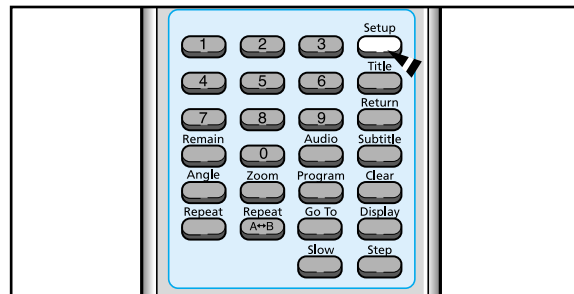 Setup
1 2 3
Title
4 5 6
Return
7 8 9
Remain Audio Subtitle
0
Angle Zoom Program Clear
Repeat Repeat Go To Display
A↔B
Slow Step